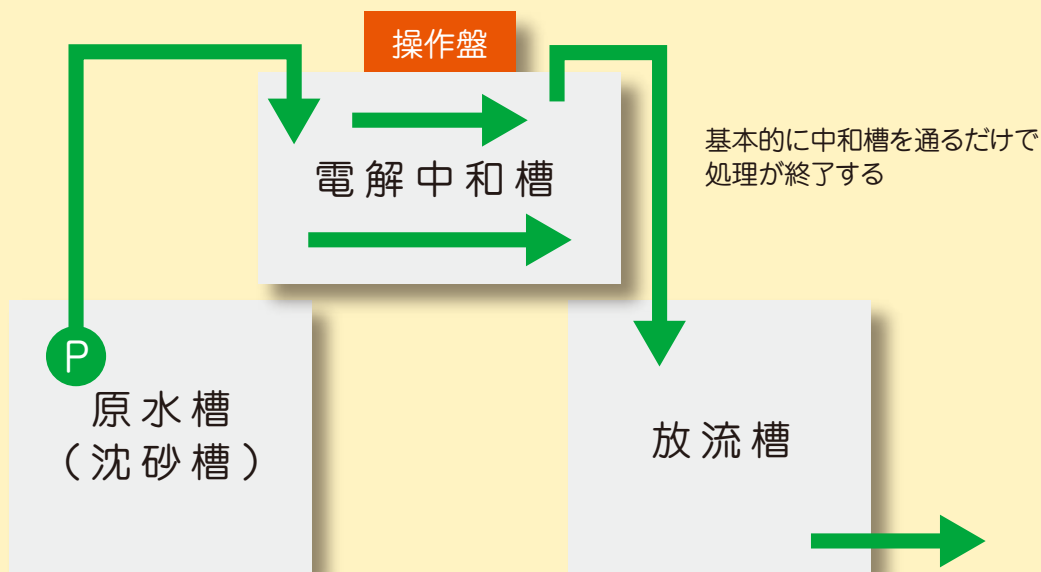 操作盤
電解中和槽
基本的に中和槽を通るだけで
処理が終了する
P
原水槽
（沈砂槽）
放流槽